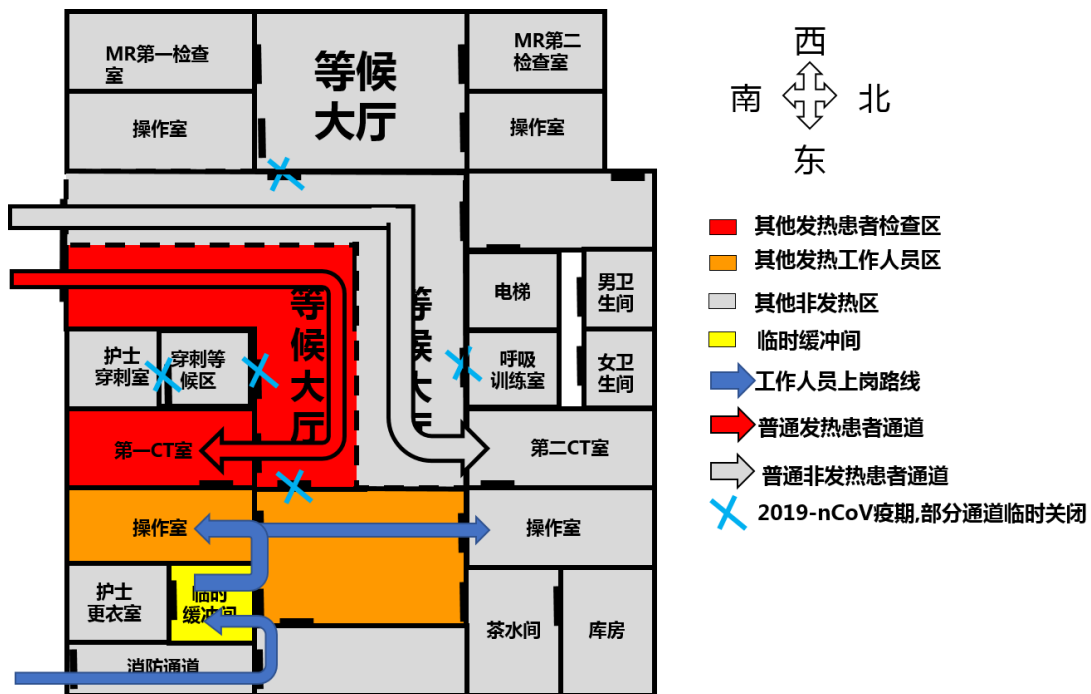 MR第一检查
室
等候
大厅
MR第二
检查室
操作室
操作室
西
南
北
东
其他发热患者检查区
其他发热工作人员区
其他非发热区
临时缓冲间
工作人员上岗路线
普通发热患者通道
普通非发热患者通道
2019-nCoV疫期,部分通道临时关闭
等
候
大
厅
等
候
大
厅
电梯
男卫
生间
护士
穿刺室
穿刺等
候区
呼吸
训练室
女卫
生间
第一CT室
第二CT室
操作室
操作室
护士
更衣室
临时
缓冲间
茶水间
库房
消防通道